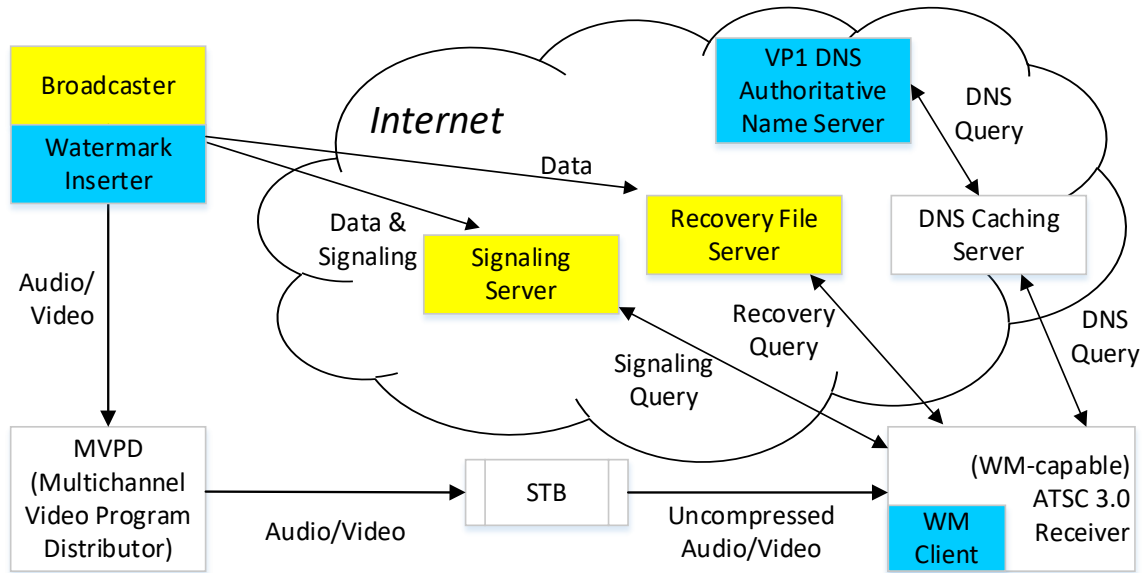 Broadcaster
Watermark
Inserter
Internet
VP1 DNS
Authoritative
Name Server
DNS
Query
Data
Data &
Signaling
Signaling
Server
Recovery File
Server
DNS Caching
Server
Audio/
Video
Recovery
Query
Signaling
Query
DNS
Query
MVPD
(Multichannel
Video Program
Distributor)
Audio/Video
STB
Uncompressed
Audio/Video
(WM-capable)
ATSC 3.0
Receiver
WM
Client